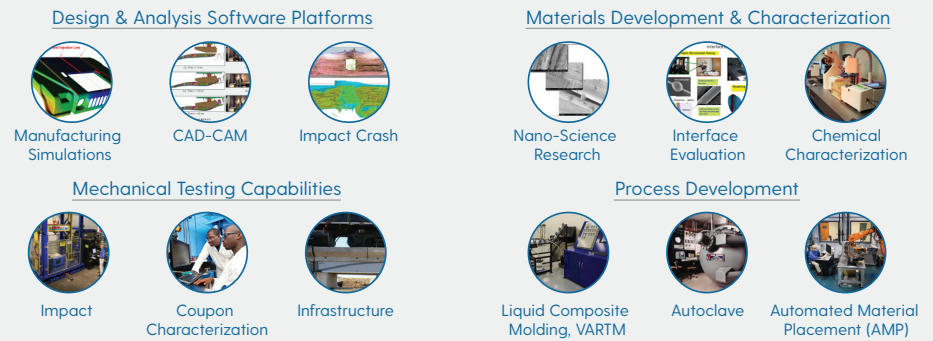 Design & Analysis Software Platforms
Manufacturing
Simulations
CAD-CAM
Impact Crash
Materials Development & Characterization
Nano-Science
Research
Interface
Evaluation
Chemical
Characterization
Mechanical Testing Capabilities
Impact
Coupon
Characterization
Infrastructure
Process Development
Liquid Composite
Molding, VARTM
Autoclave
Automated Material
Placement (AMP)